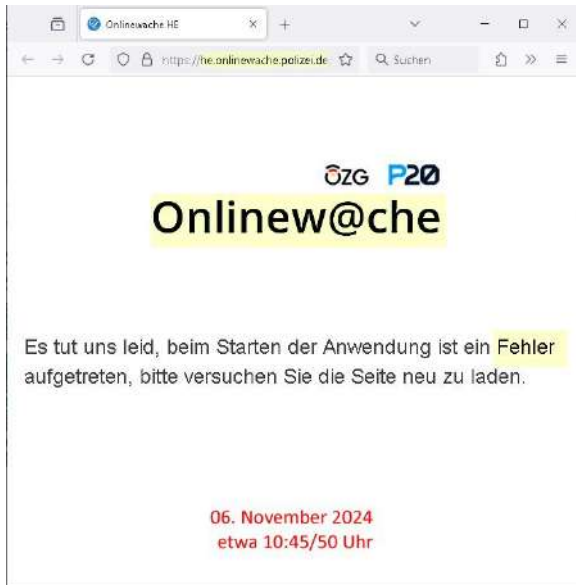 Onlinewache HE
https://he.onlinewache.polizei.de
Suchen
ÖZG P20
Onlinew@che
Es tut uns leid, beim Starten der Anwendung ist ein Fehler
aufgetreten, bitte versuchen Sie die Seite neu zu laden.
06. November 2024
etwa 10:45/50 Uhr